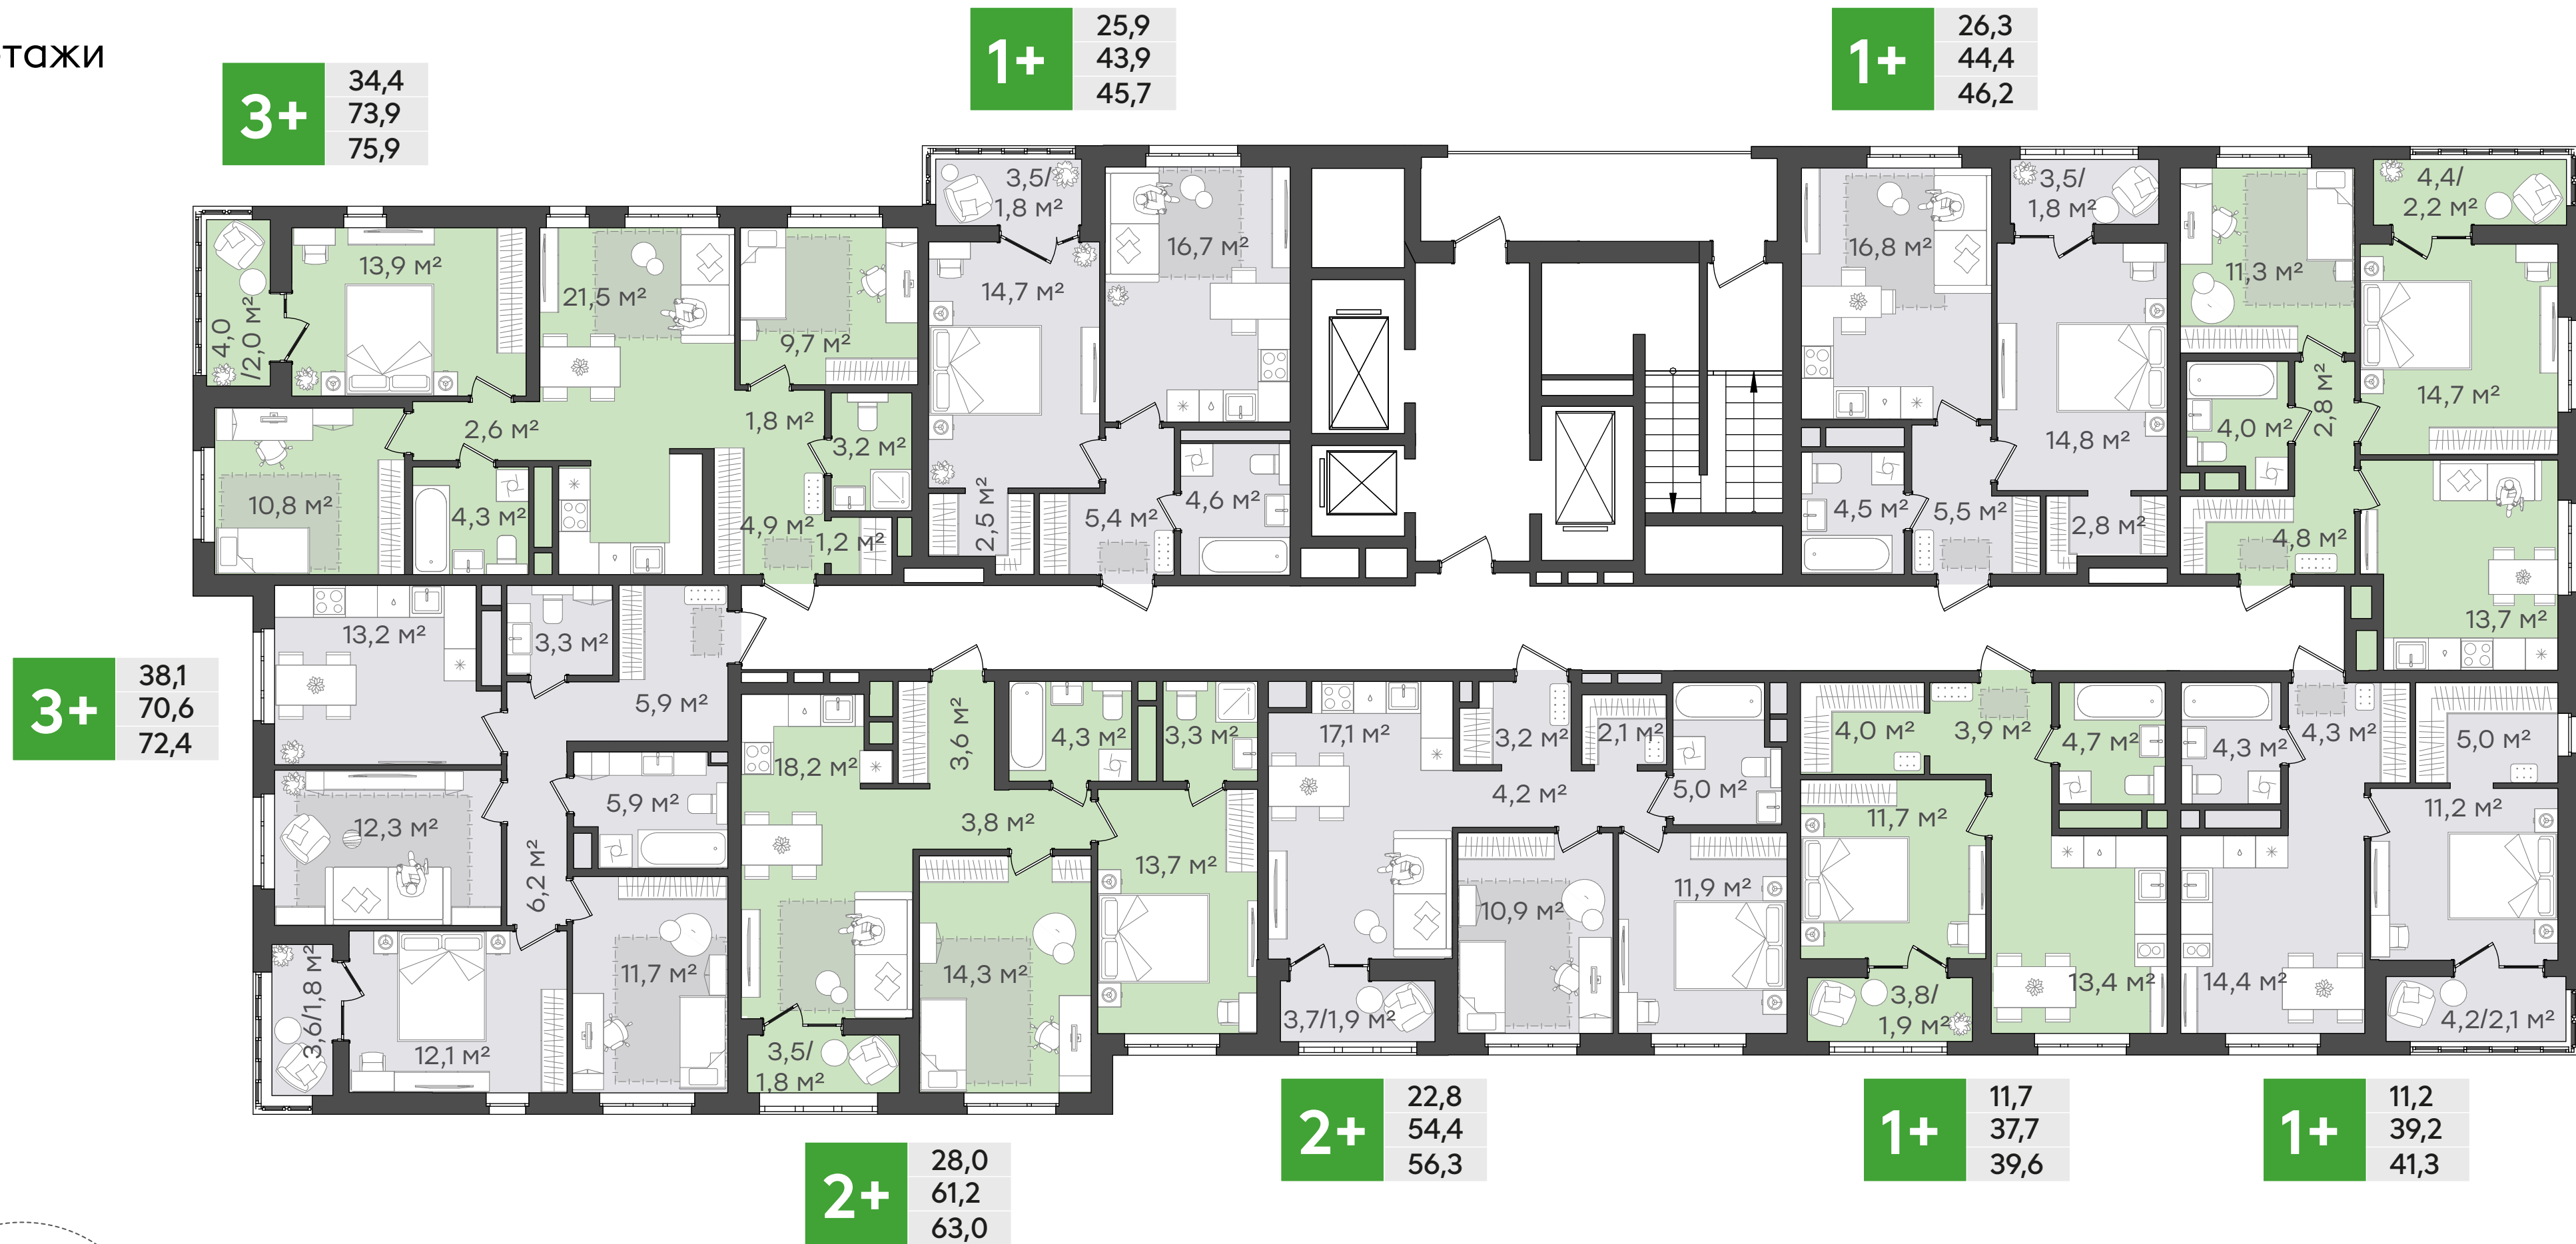 тажи
3+
34,4
73,9
75,9
1+
25,9
43,9
45,7
1+
26,3
44,4
46,2
4,0
/2,0 м²
13,9 м²
21,5 м²
9,7 м²
10,8 м²
2,6 м²
4,3 м²
1,8 м²
3,2 м²
4,9 м²
1,2 м²
3,5/
1,8 м²
14,7 м²
16,7 м²
2,5 м²
5,4 м²
4,6 м²
16,8 м²
3,5/
1,8 м²
14,8 м²
4,5 м²
5,5 м²
2,8 м²
11,3 м²
4,4/
2,2 м²
14,7 м²
4,0 м²
2,8 м²
4,8 м²
13,7 м²
3+
38,1
70,6
72,4
13,2 м²
3,3 м²
5,9 м²
12,3 м²
5,9 м²
6,2 м²
3,6/1,8 м²
12,1 м²
11,7 м²
18,2 м²
3,6 м²
4,3 м²
3,3 м²
3,8 м²
13,7 м²
14,3 м²
3,5/
1,8 м²
17,1 м²
3,2 м²
2,1 м²
4,2 м²
5,0 м²
10,9 м²
11,9 м²
3,7/1,9 м²
4,0 м²
3,9 м²
4,7 м²
11,7 м²
13,4 м²
3,8/
1,9 м²
4,3 м²
4,3 м²
5,0 м²
11,2 м²
14,4 м²
4,2/2,1 м²
2+
28,0
61,2
63,0
2+
22,8
54,4
56,3
1+
11,7
37,7
39,6
1+
11,2
39,2
41,3